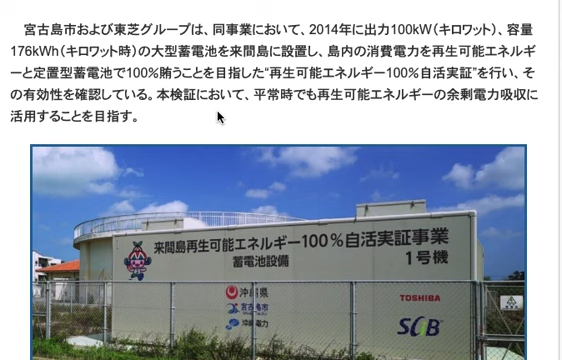 宮古島市および東芝グループは、同事業において、2014年に出力100kW（キロワット）、容量
176kWh（キロワット時）の大型蓄電池を来間島に設置し、島内の消費電力を再生可能エネルギ
ーと定置型蓄電池で100%賄うことを目指した“再生可能エネルギー100%自活実証”を行い、そ
の有効性を確認している。本検証において、平常時でも再生可能エネルギーの余剰電力吸収に
活用することを目指す。
来間島再生可能エネルギー100%自活実証事業
蓄電池設備
1号機
沖縄県
宮古島市
沖縄電力
TOSHIBA
SCiB